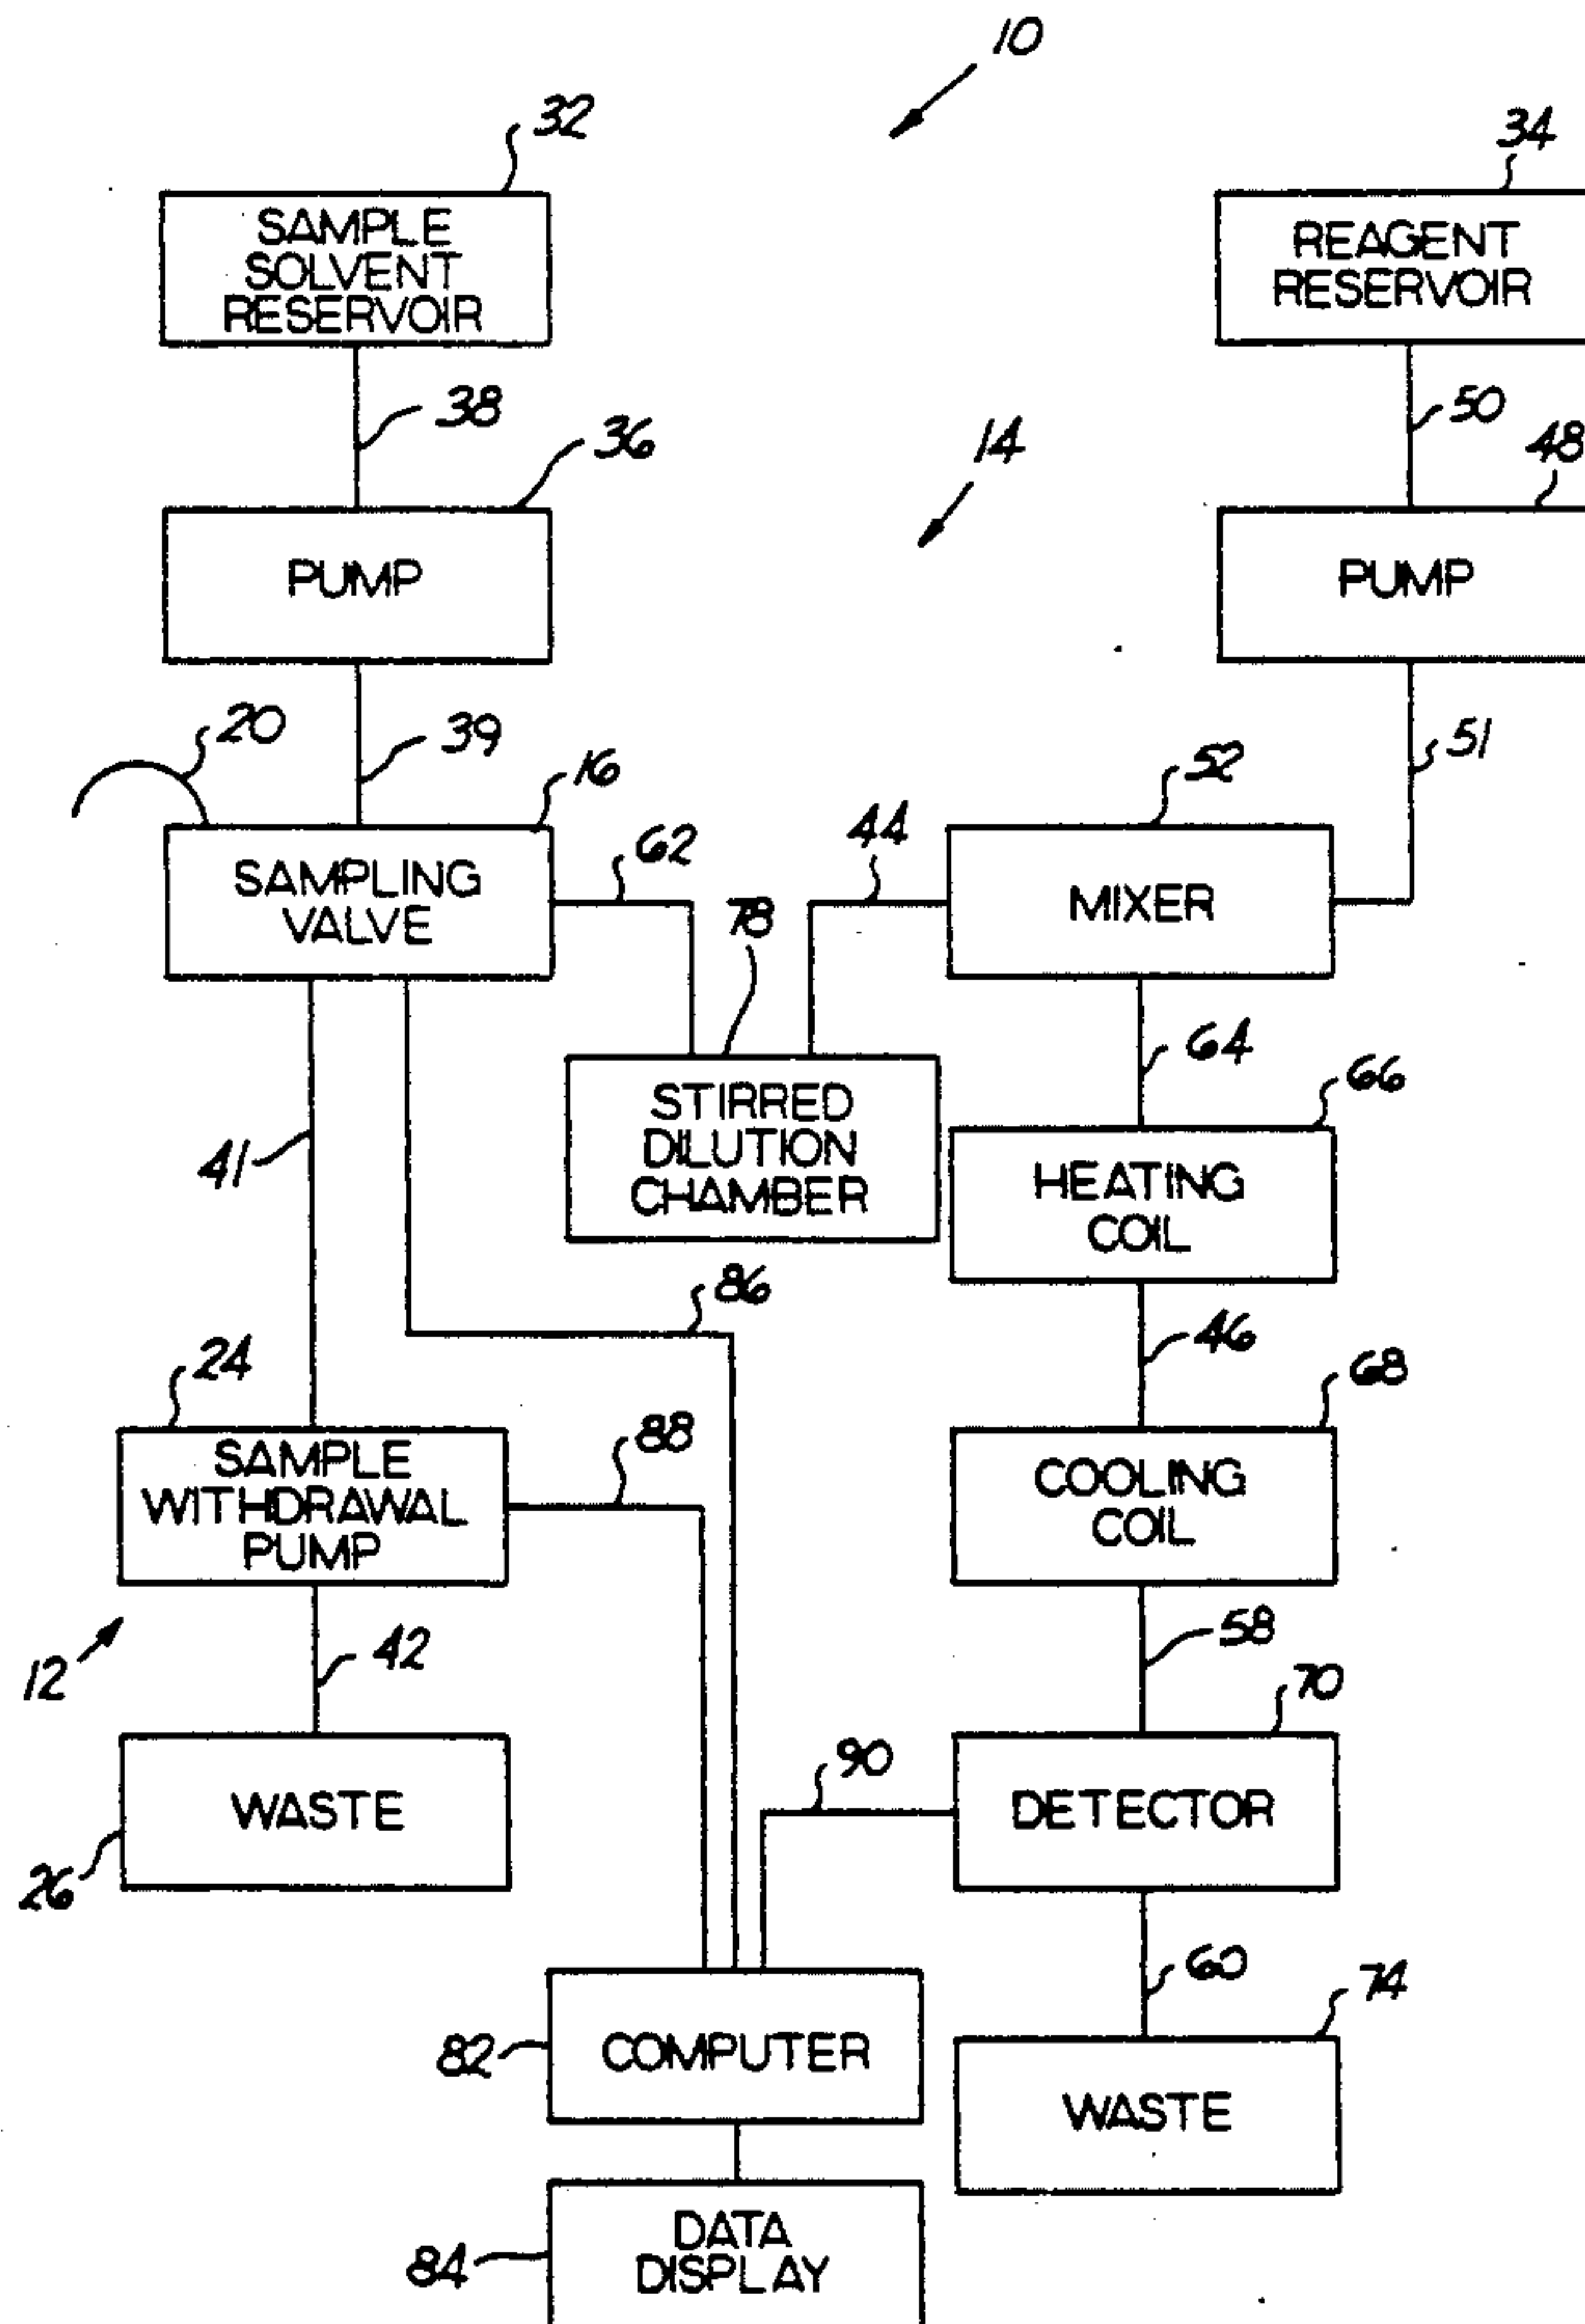 10
32
34
SAMPLE
SOLVENT
RESERVOIR
REAGENT
RESERVOIR
38
50
36
14
48
PUMP
PUMP
20
39
16
62
44
52
51
SAMPLING
VALVE
78
MIXER
64
66
41
STIRRED
DILUTION
CHAMBER
HEATING
COIL
86
46
24
68
88
SAMPLE
WITHDRAWAL
PUMP
COOLING
COIL
12
42
58
70
90
WASTE
26
DETECTOR
60
74
82
COMPUTER
WASTE
84
DATA
DISPLAY